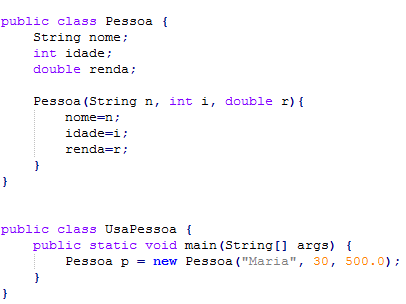 public class Pessoa {
    String nome;
    int idade;
    double renda;

    Pessoa(String n, int i, double r){
        nome=n;
        idade=i;
        renda=r;
    }
}

public class UsaPessoa {
    public static void main(String[] args) {
        Pessoa p = new Pessoa("Maria", 30, 500.0);
    }
}